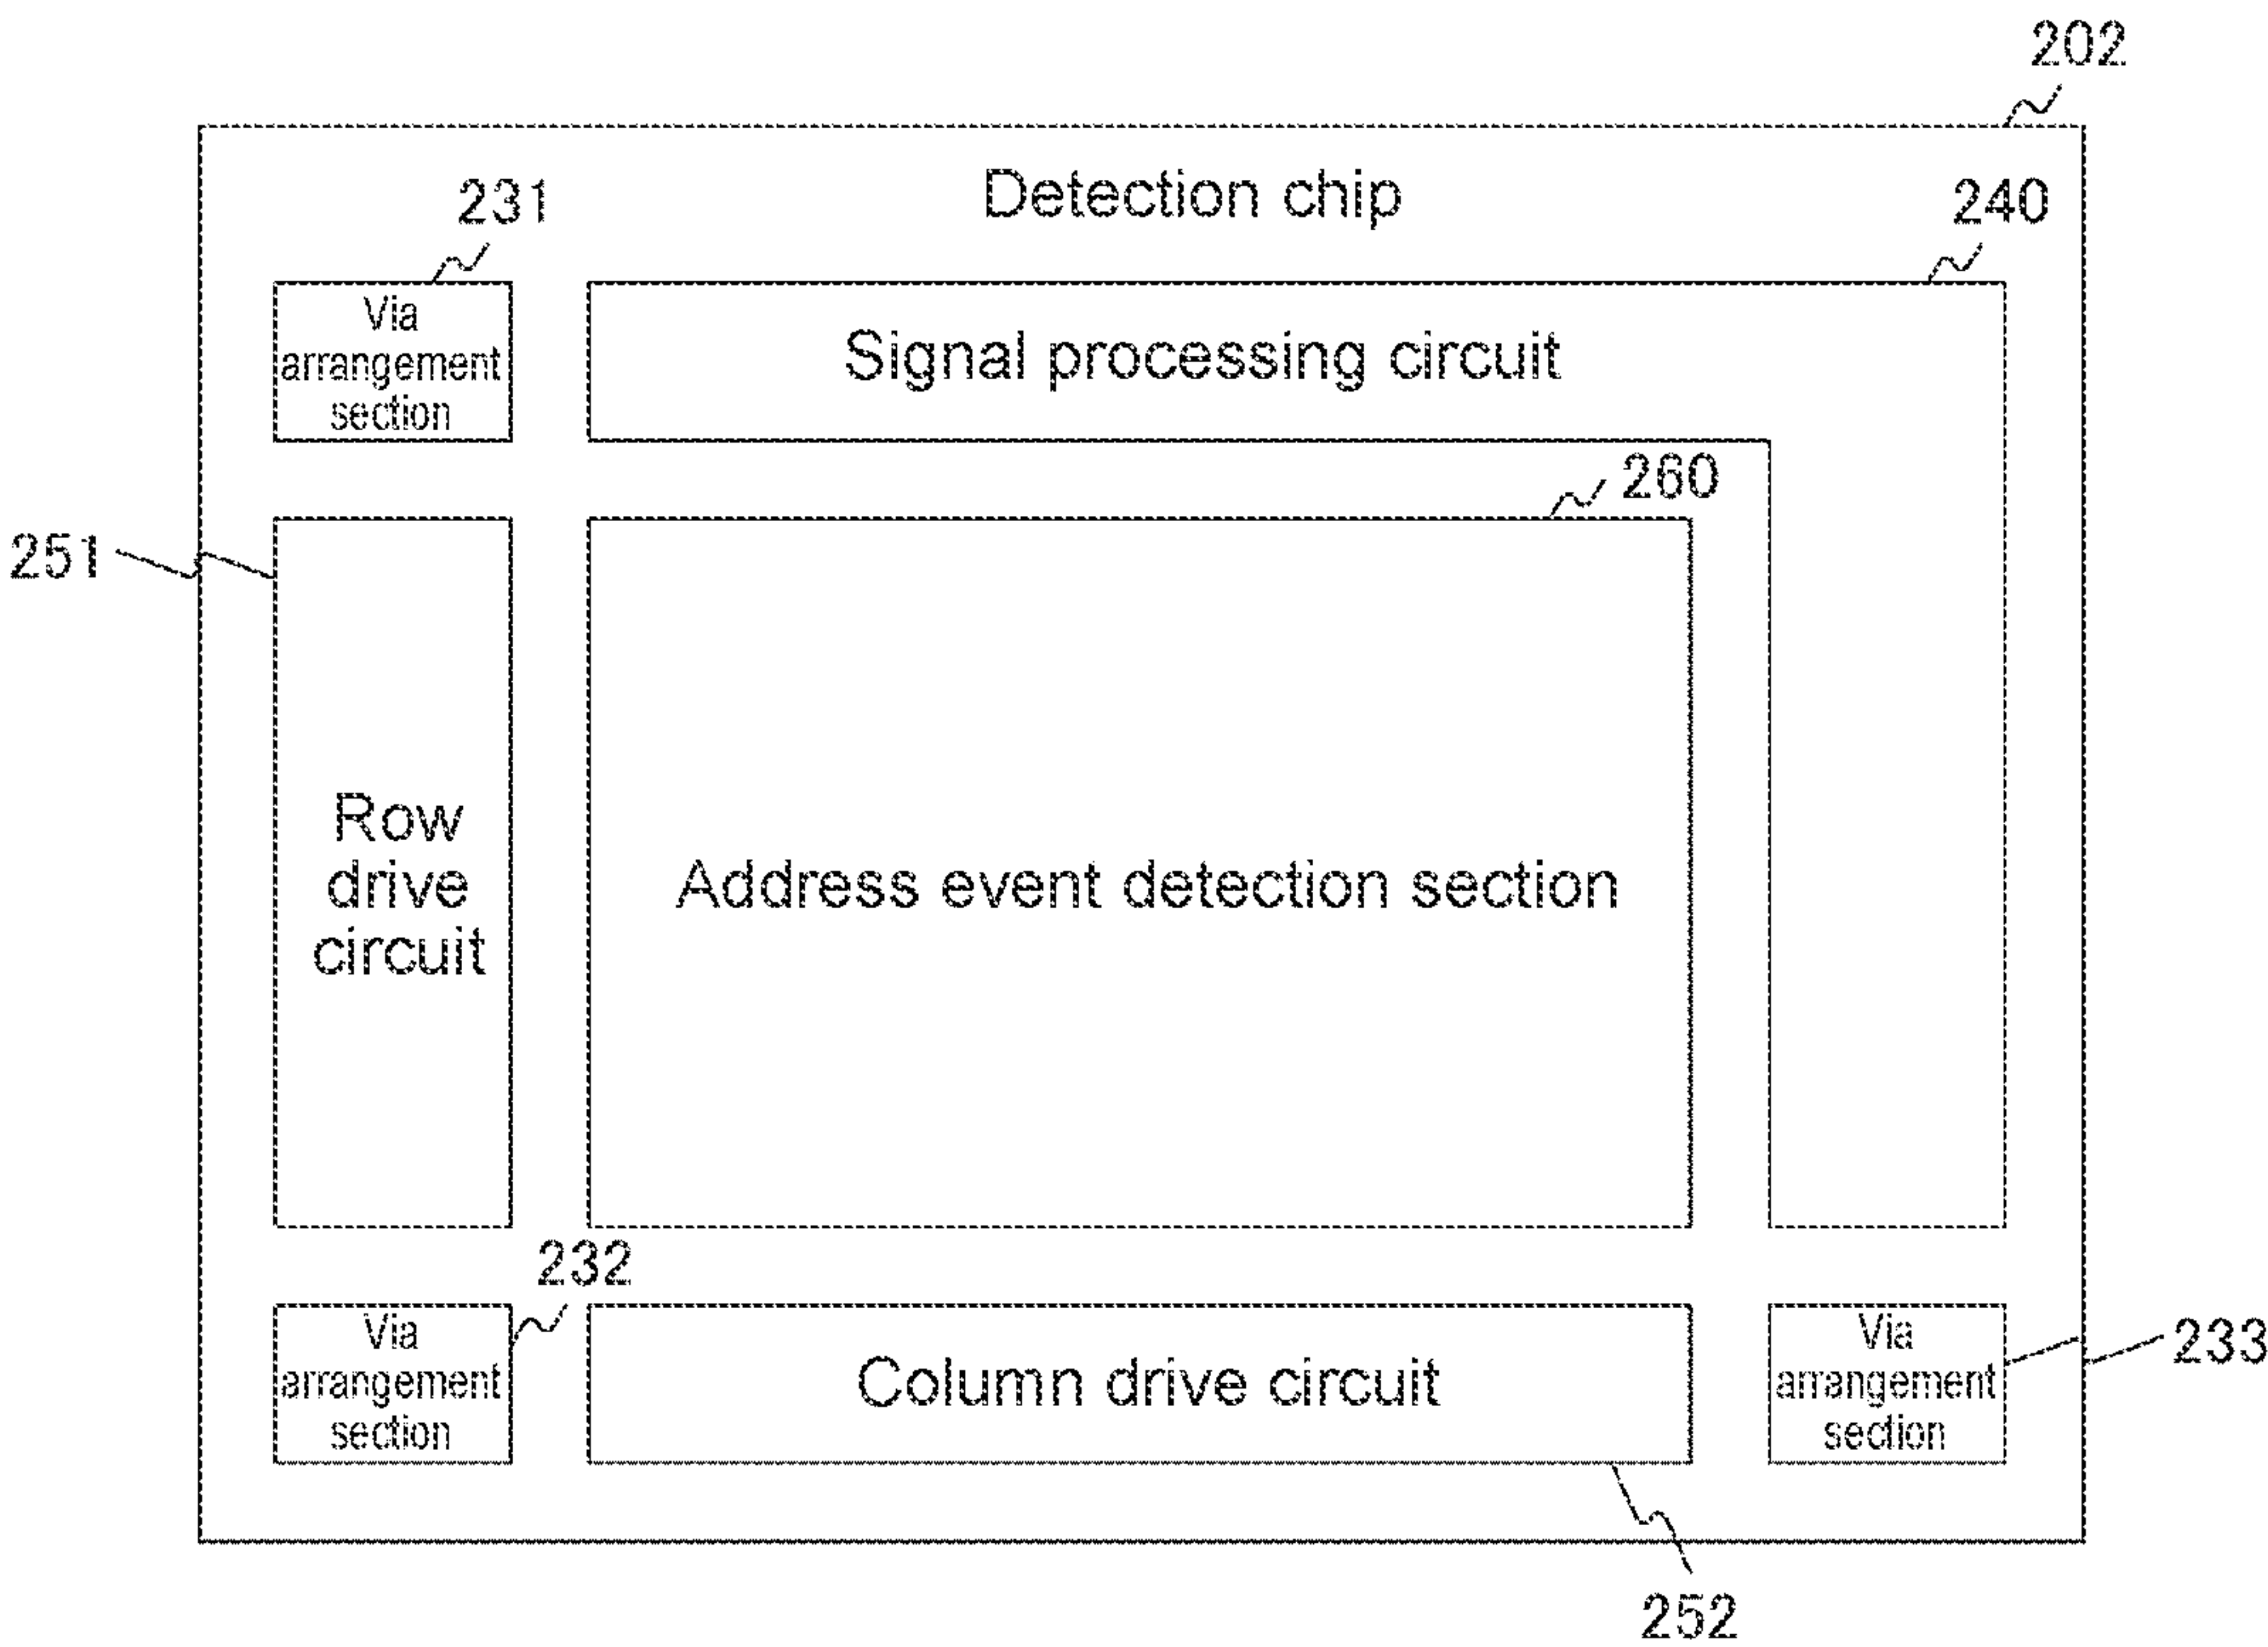 202
Detection chip
231
240
Via
arrangement
section
Signal processing circuit
260
251
Row
drive
circuit
Address event detection section
232
Via
arrangement
section
Column drive circuit
Via
arrangement
section
233
252